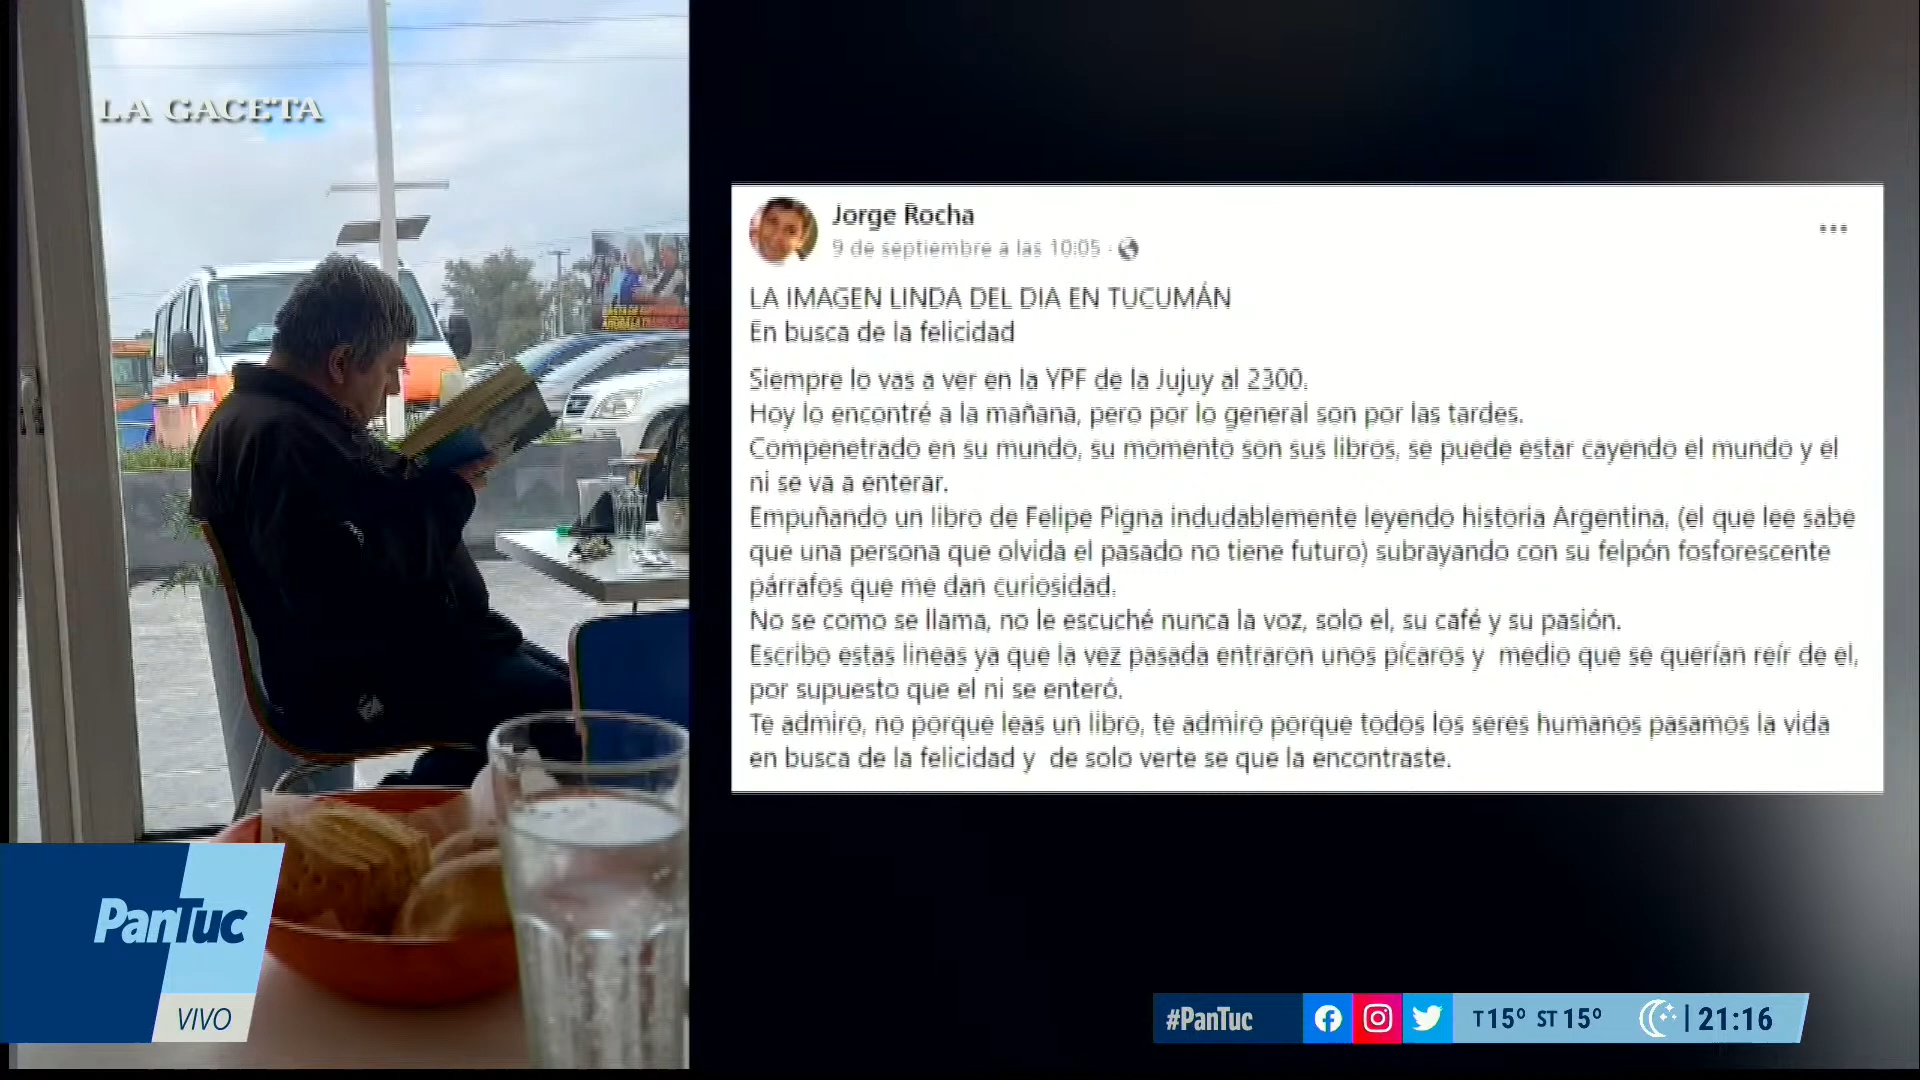 LA GACETA
Jorge Rocha
9 de septiembre a las 10:05 ·
LA IMAGEN LINDA DEL DIA EN TUCUMÁN
En busca de la felicidad
Siempre lo vas a ver en la YPF de la Jujuy al 2300.
Hoy lo encontré a la mañana, pero por lo general son por las tardes.
Compenetrado en su mundo, su momento son sus libros, se puede estar cayendo el mundo y el
ni se va a enterar.
Empuñando un libro de Felipe Pigna indudablemente leyendo historia Argentina, (el que lee sabe
que una persona que olvida el pasado no tiene futuro) subrayando con su felpón fosforescente
párrafos que me dan curiosidad.
No se como se llama, no le escuché nunca la voz, solo el, su café y su pasión.
Escribo estas lineas ya que la vez pasada entraron unos pícaros y medio que se querían reír de el,
por supuesto que el ni se enteró.
Te admiro, no porque leas un libro, te admiro porque todos los seres humanos pasamos la vida
en busca de la felicidad y de solo verte se que la encontraste.
PanTuc
VIVO
#PanTuc
T 15º ST 15º
21:16